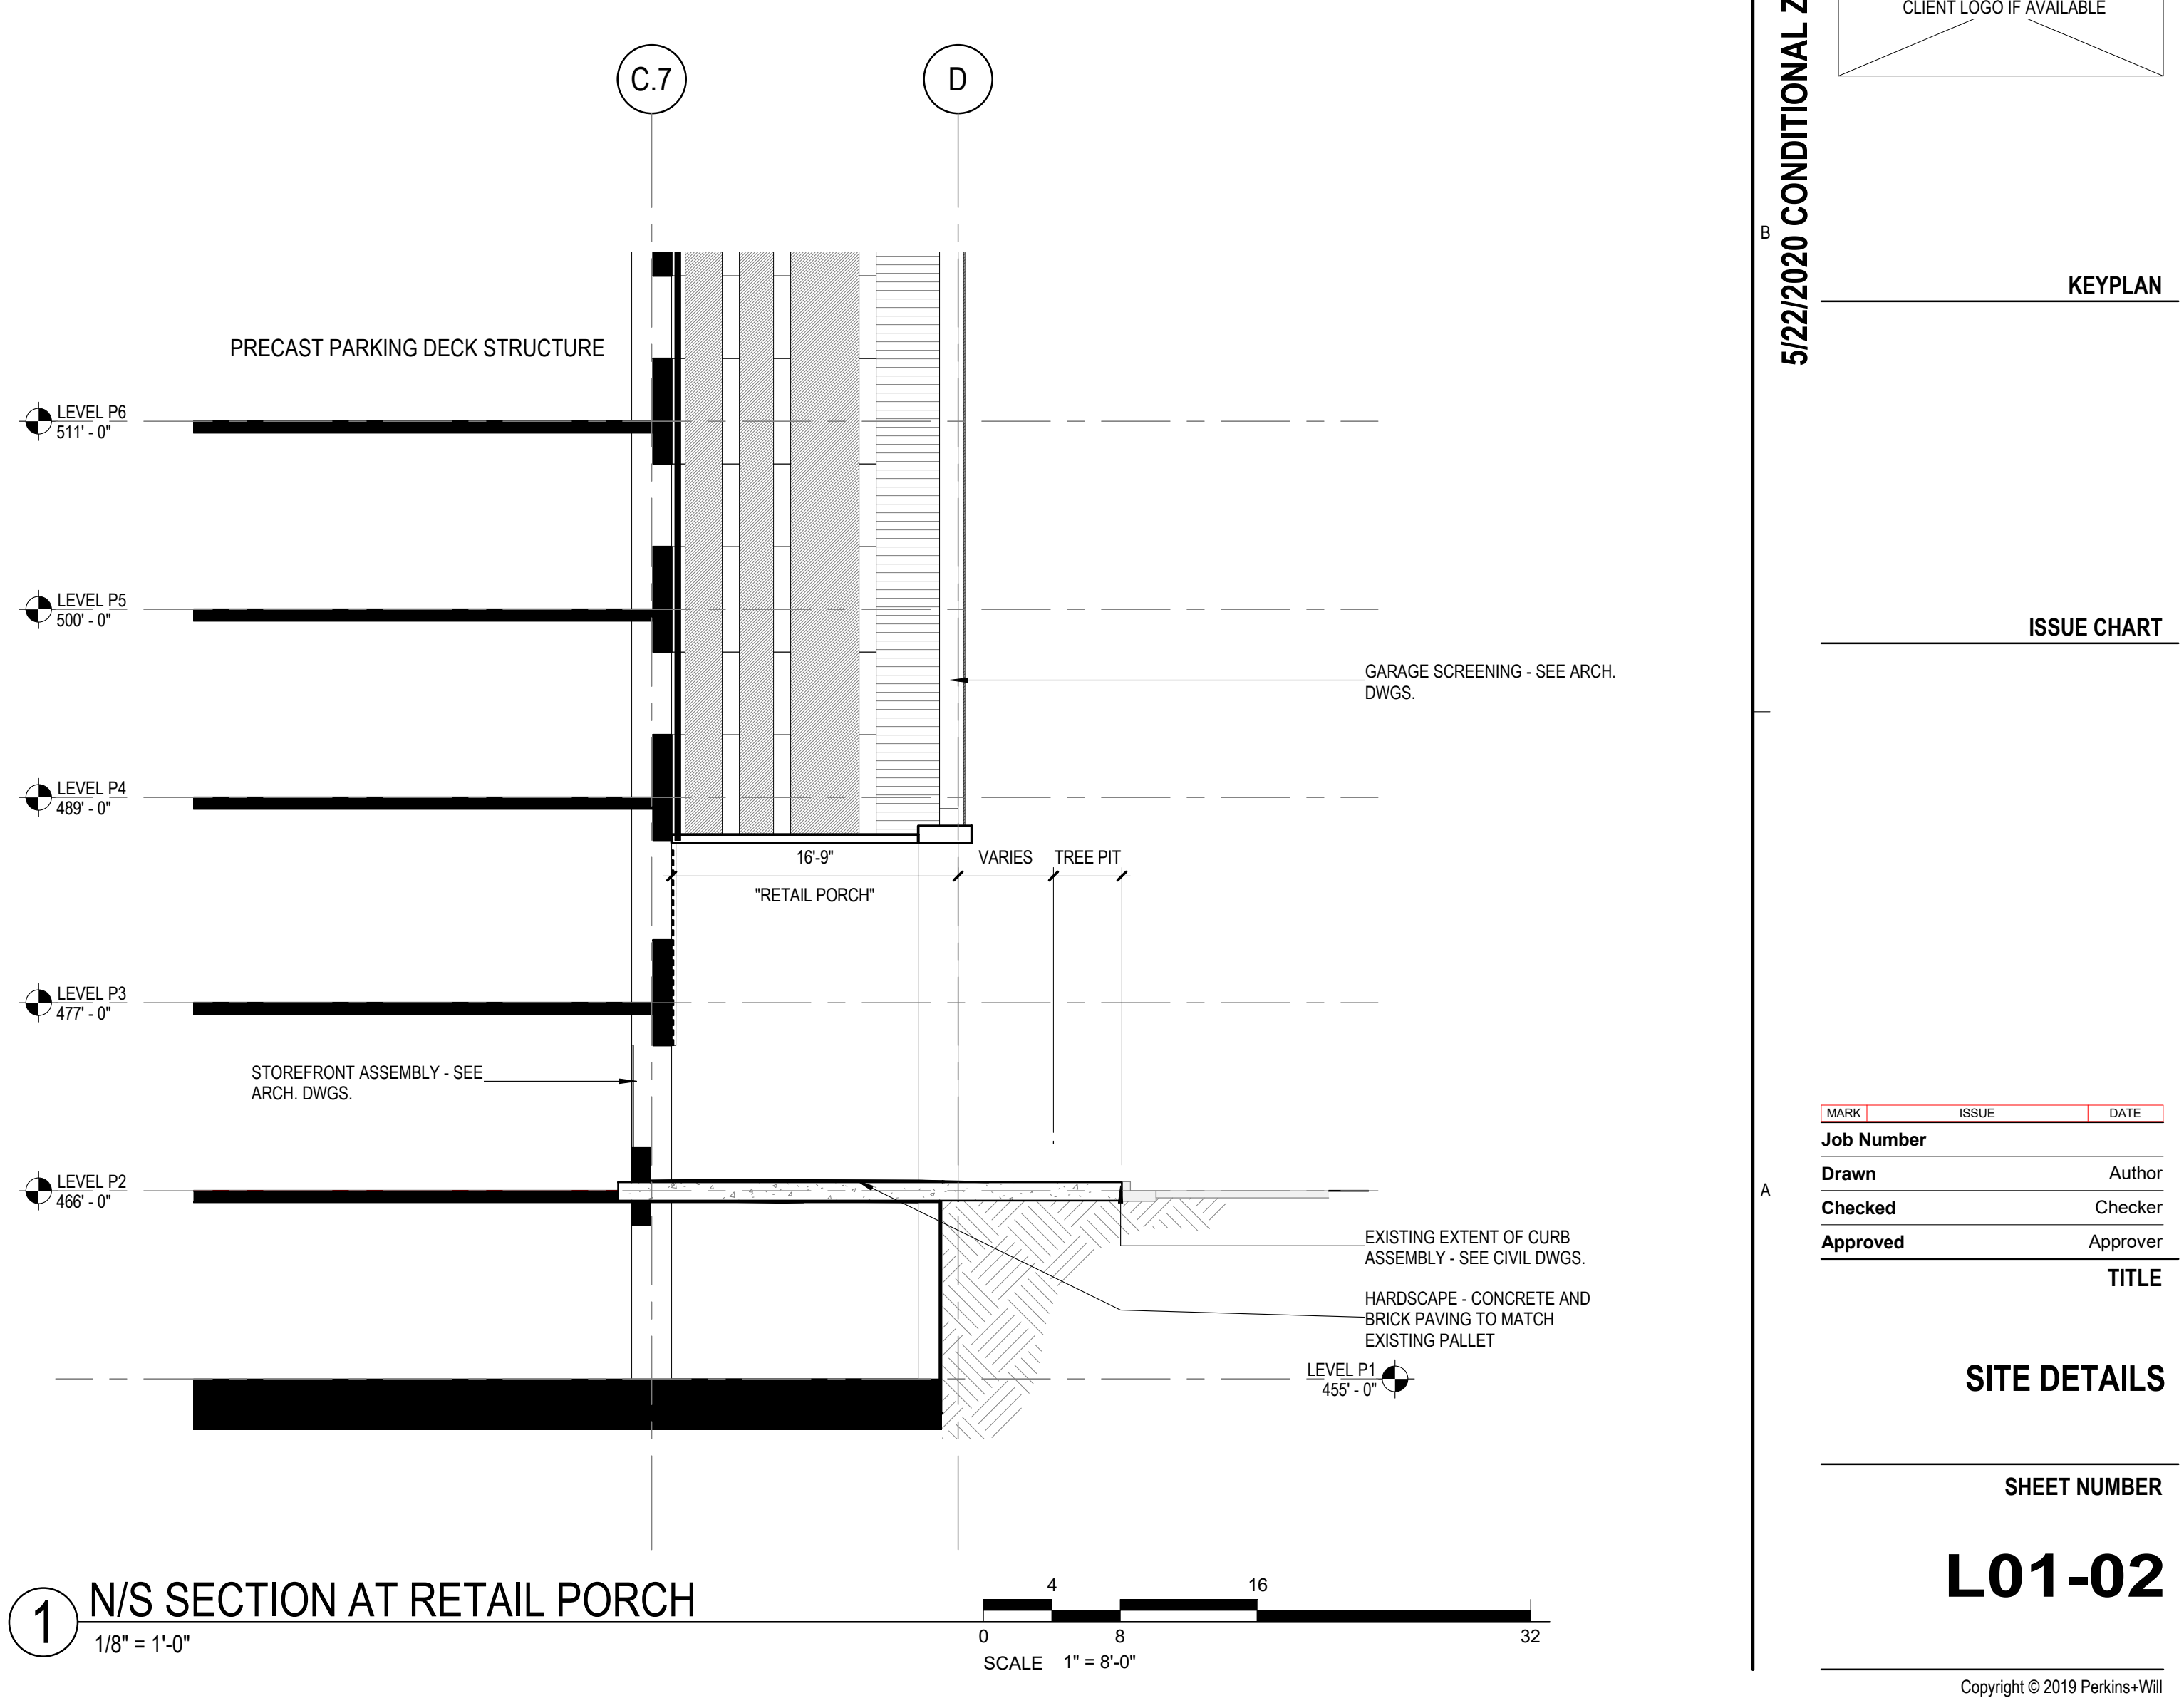 CLIENT LOGO IF AVAILABLE
C.7
D
5/22/2020 CONDITIONAL Z
B
KEYPLAN
PRECAST PARKING DECK STRUCTURE
LEVEL P6
511' - 0"
LEVEL P5
500' - 0"
ISSUE CHART
GARAGE SCREENING - SEE ARCH.
DWGS.
LEVEL P4
489' - 0"
16'-9"
VARIES
TREE PIT
"RETAIL PORCH"
LEVEL P3
477' - 0"
STOREFRONT ASSEMBLY - SEE
ARCH. DWGS.
MARK ISSUE DATE
Job Number
Drawn Author
Checked Checker
Approved Approver
LEVEL P2
466' - 0"
A
EXISTING EXTENT OF CURB
ASSEMBLY - SEE CIVIL DWGS.
HARDSCAPE - CONCRETE AND
BRICK PAVING TO MATCH
EXISTING PALLET
TITLE
LEVEL P1
455' - 0"
SITE DETAILS
SHEET NUMBER
L01-02
1
N/S SECTION AT RETAIL PORCH
1/8" = 1'-0"
4 16
0 8 32
SCALE 1" = 8'-0"
Copyright © 2019 Perkins+Will